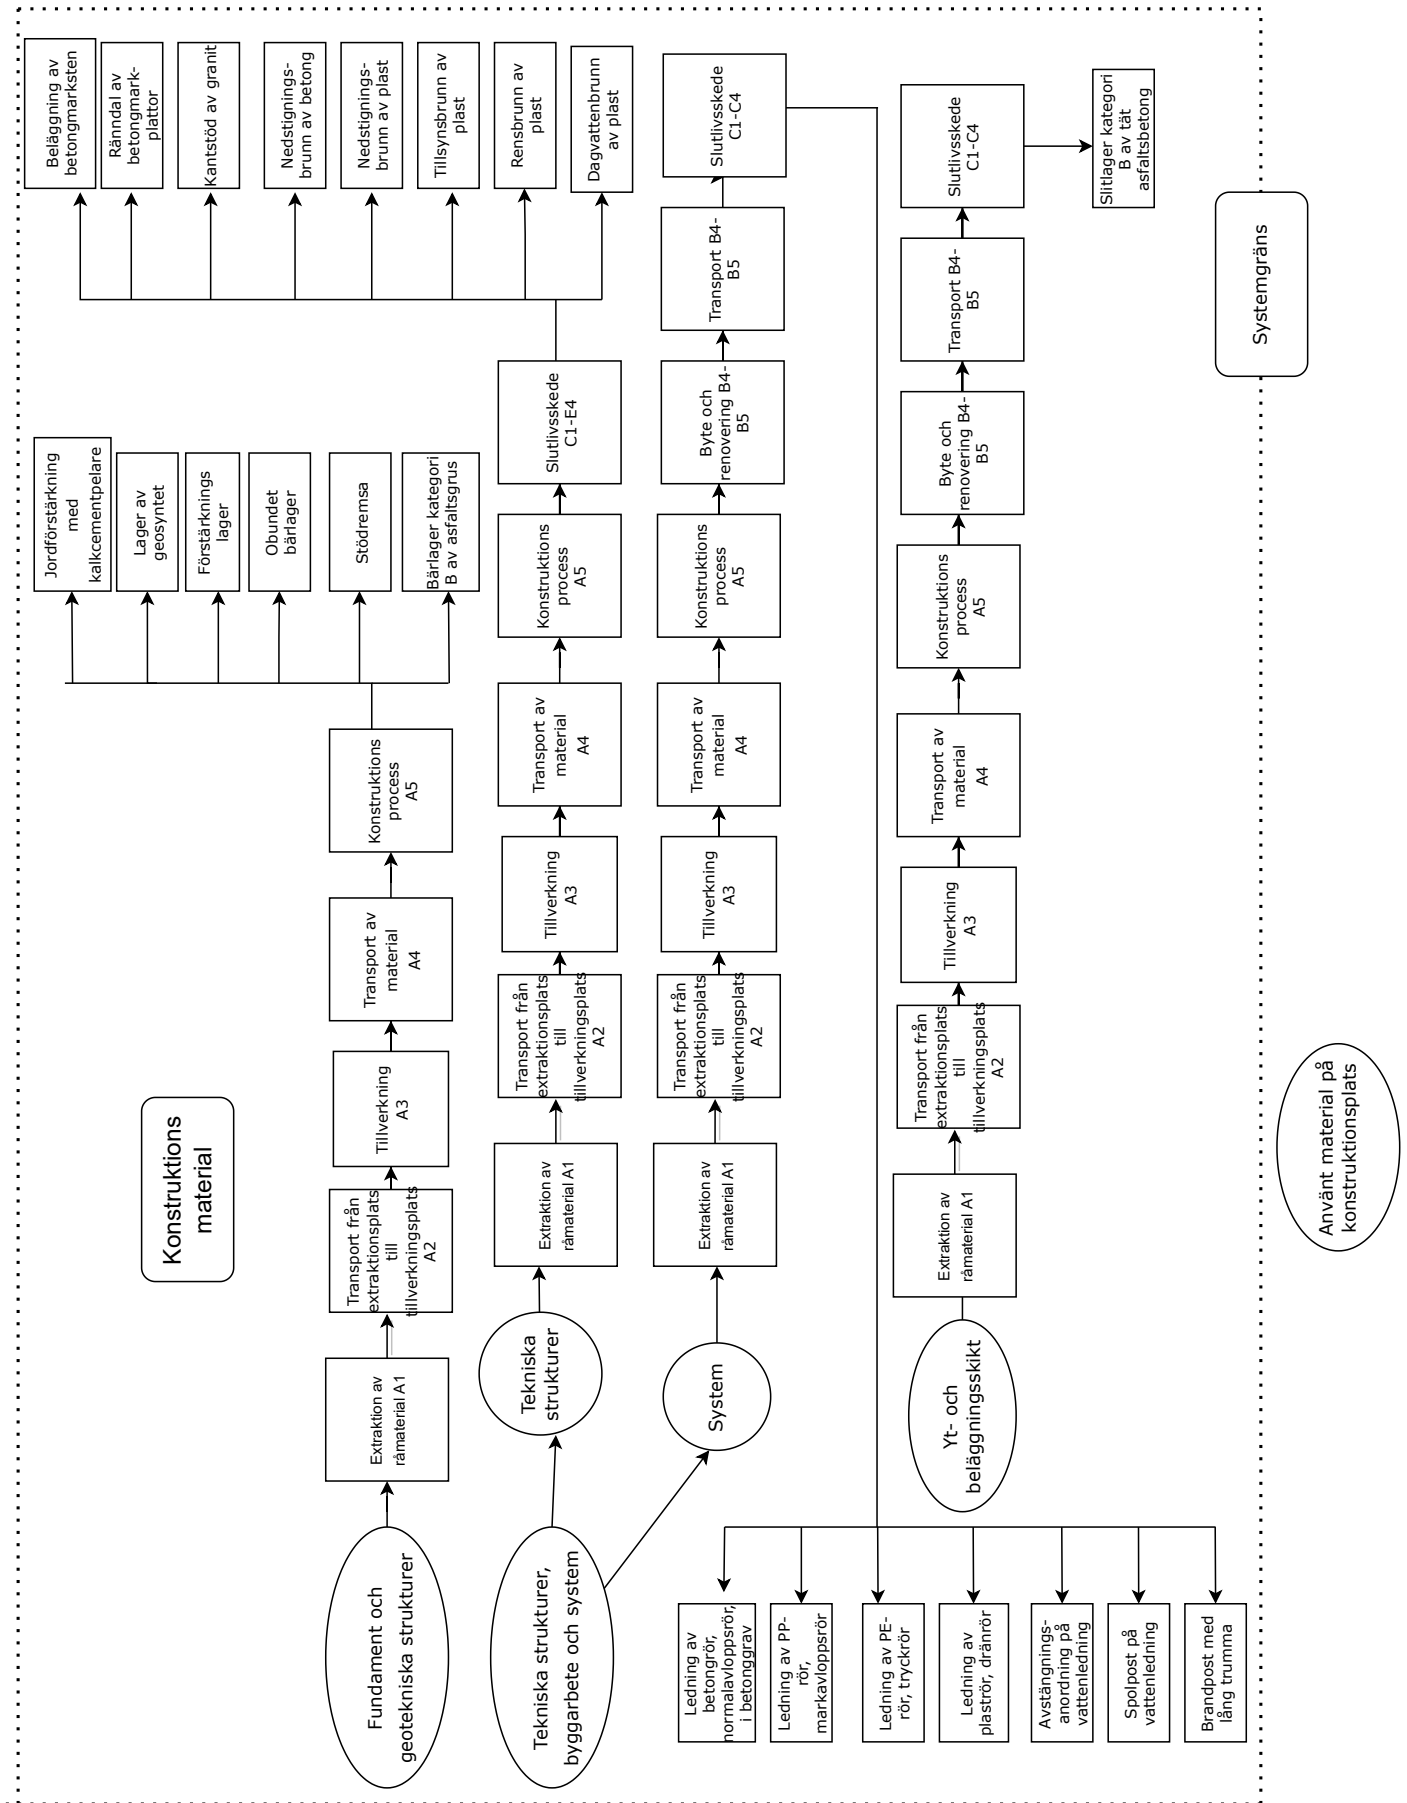 Konstruktions
material
Systemgräns
Använt material på
konstruktionsplats
Fundament och
geotekniska strukturer
Extraktion av
råmaterial A1
Transport från
extraktionsplats
till
tillverkningsplats
A2
Tillverkning
A3
Transport av
material
A4
Konstruktions
process
A5
Jordförstärkning
med
kalkcementpelare
Lager av
geosyntet
Förstärknings
lager
Obundet
bärlager
Stödremsa
Bärlager kategori
B av asfaltsgrus
Tekniska strukturer,
byggarbete och system
Tekniska
strukturer
Extraktion av
råmaterial A1
Transport från
extraktionsplats
till
tillverkningsplats
A2
Tillverkning
A3
Transport av
material
A4
Konstruktions
process
A5
Slutlivsskede
C1-E4
Beläggning av
betongmarksten
Ränndal av
betongmark-
plattor
Kantstöd av granit
Nedstignings-
brunn av betong
Nedstignings-
brunn av plast
Tillsynsbrunn av
plast
Rensbrunn av
plast
Dagvattenbrunn
av plast
System
Extraktion av
råmaterial A1
Transport från
extraktionsplats
till
tillverkningsplats
A2
Tillverkning
A3
Transport av
material
A4
Konstruktions
process
A5
Byte och
renovering B4-
B5
Transport B4-
B5
Slutlivsskede
C1-C4
Ledning av
betongrör,
normalavloppsrör,
i betonggrav
Ledning av PP-
rör,
markavloppsrör
Ledning av PE-
rör, tryckrör
Ledning av
plaströr, dränrör
Avstängnings-
anordning på
vattenledning
Spolpost på
vattenledning
Brandpost med
lång trumma
Yt- och
beläggningsskikt
Extraktion av
råmaterial A1
Transport från
extraktionsplats
till
tillverkningsplats
A2
Tillverkning
A3
Transport av
material
A4
Konstruktions
process
A5
Byte och
renovering B4-
B5
Transport B4-
B5
Slutlivsskede
C1-C4
Slitlager kategori
B av tät
asfaltsbetong